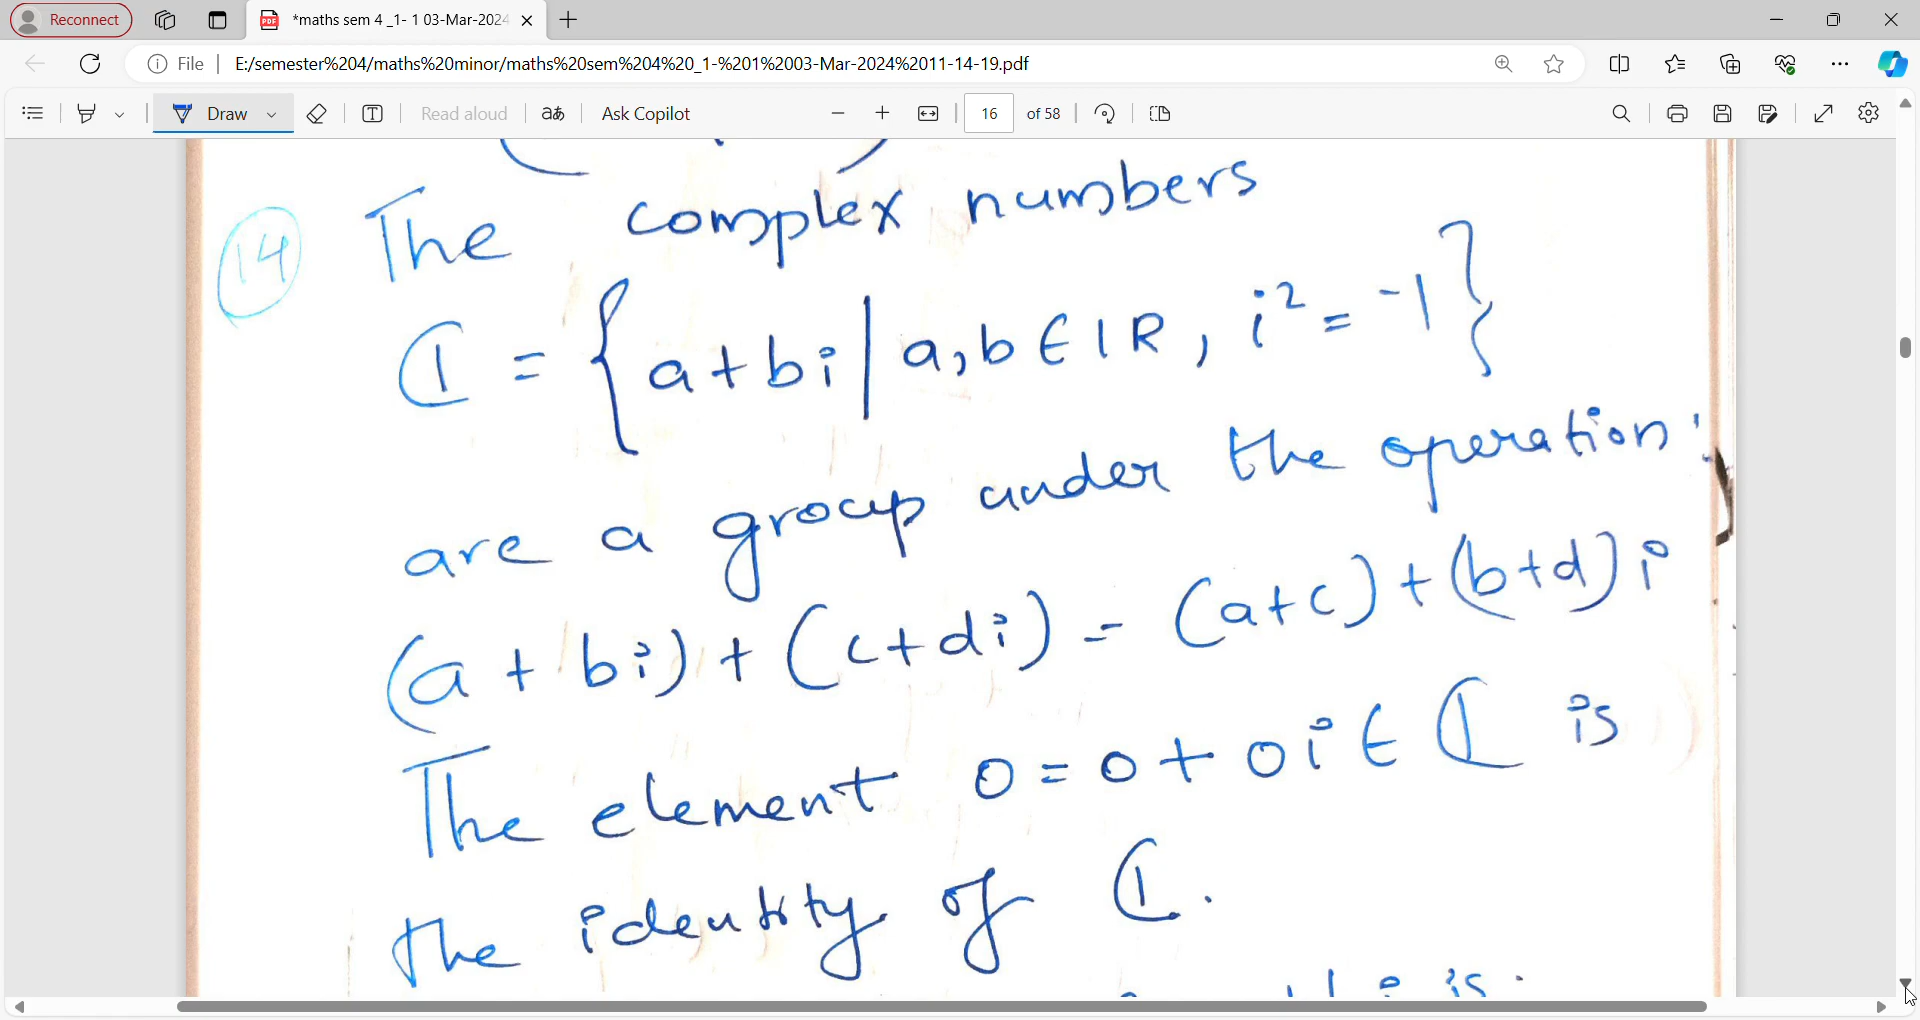 Reconnect
*maths sem 4 _1- 1 03-Mar-2024
File
E:/semester%204/maths%20minor/maths%20sem%204%20_1-%201%2003-Mar-2024%2011-14-19.pdf
Draw
Read aloud
aあ
Ask Copilot
16 of 58
14 The complex numbers
ℂ = { a+bi | a,b ∈ ℝ, i² = -1 }
are a group under the operation:
(a + bi) + (c+di) = (a+c) + (b+d)i
The element 0 = 0 + 0i ∈ ℂ is
the identity of ℂ.
is